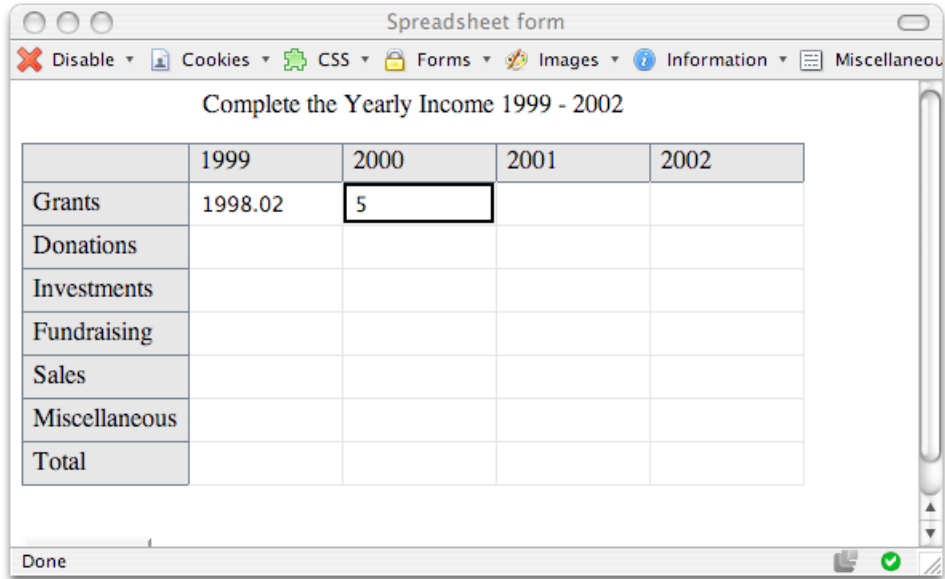 Spreadsheet form
Disable Cookies CSS Forms Images Information Miscellaneou
Complete the Yearly Income 1999 - 2002
1999 2000 2001 2002
Grants 1998.02 5
Donations
Investments
Fundraising
Sales
Miscellaneous
Total
Done